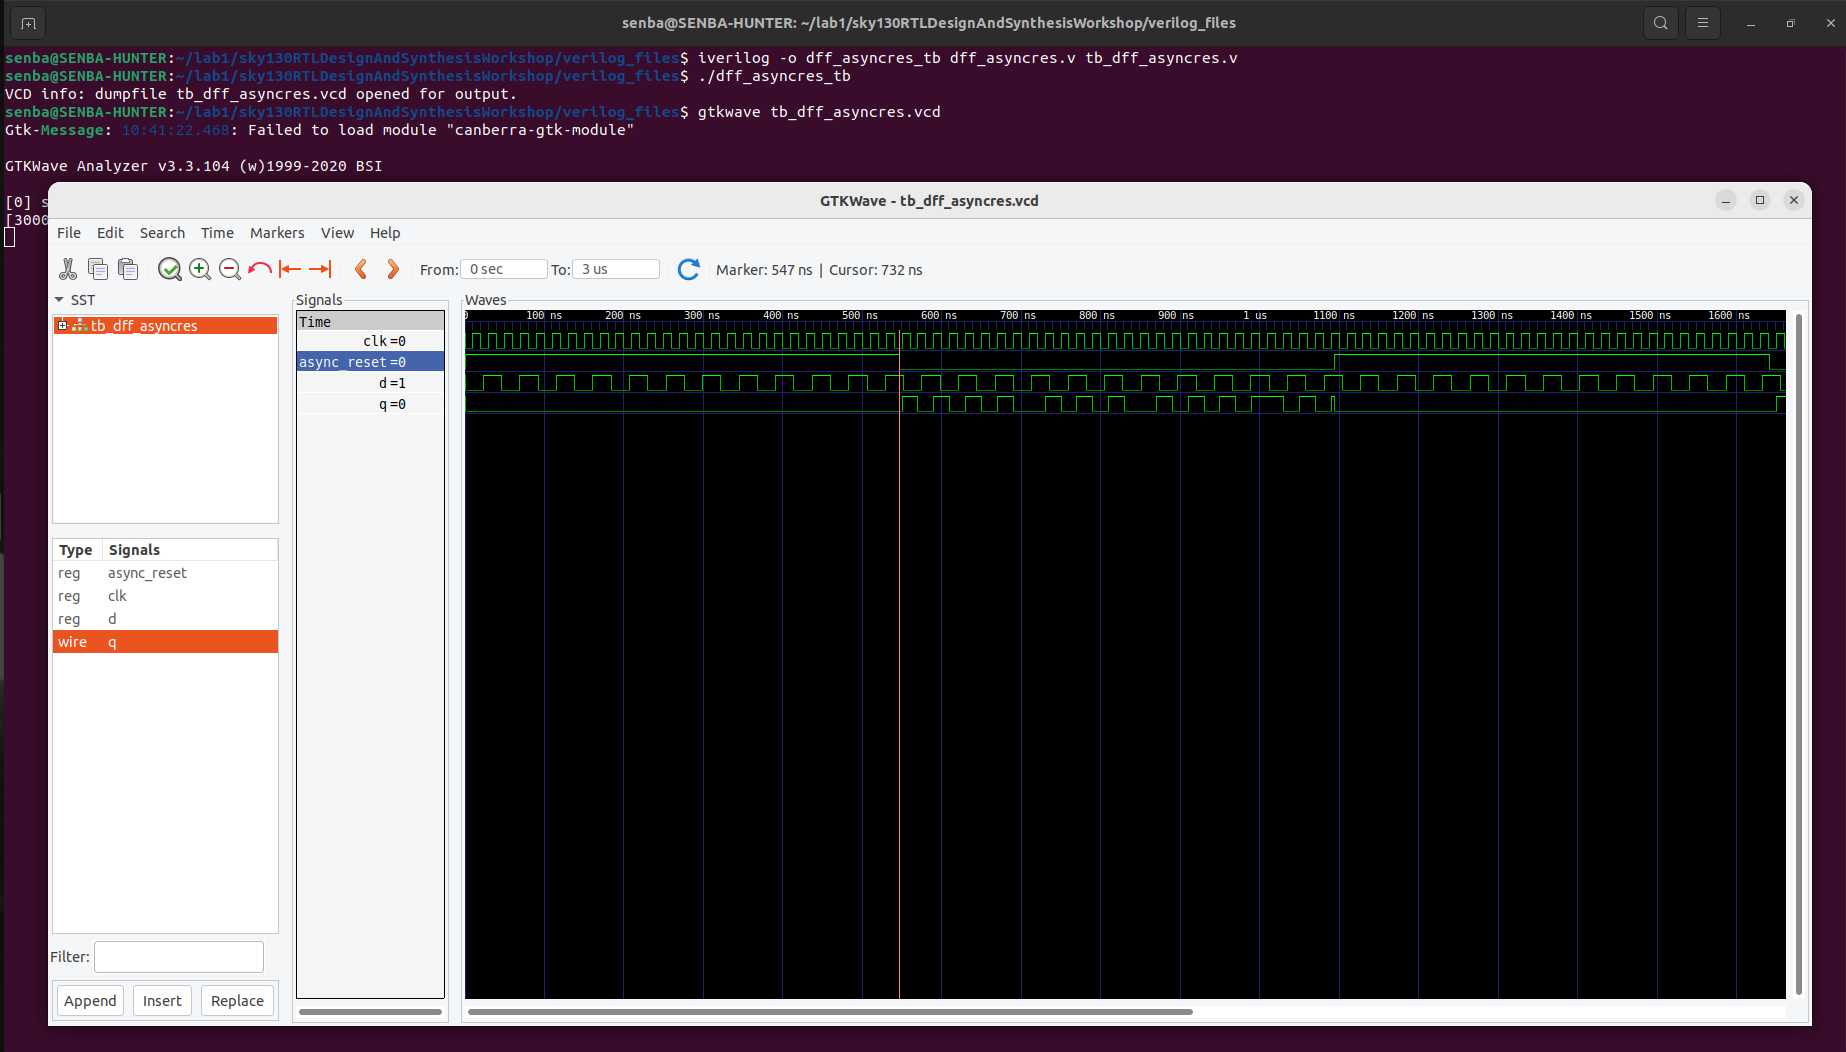 senba@SENBA-HUNTER: ~/lab1/sky130RTLDesignAndSynthesisWorkshop/verilog_files
senba@SENBA-HUNTER:~/lab1/sky130RTLDesignAndSynthesisWorkshop/verilog_files$ iverilog -o dff_asyncres_tb dff_asyncres.v tb_dff_asyncres.v
senba@SENBA-HUNTER:~/lab1/sky130RTLDesignAndSynthesisWorkshop/verilog_files$ ./dff_asyncres_tb
VCD info: dumpfile tb_dff_asyncres.vcd opened for output.
senba@SENBA-HUNTER:~/lab1/sky130RTLDesignAndSynthesisWorkshop/verilog_files$ gtkwave tb_dff_asyncres.vcd
Gtk-Message: 10:41:22.468: Failed to load module "canberra-gtk-module"
GTKWave Analyzer v3.3.104 (w)1999-2020 BSI
[0] s
[3000
GTKWave - tb_dff_asyncres.vcd
File Edit Search Time Markers View Help
From: 0 sec To: 3 us Marker: 547 ns | Cursor: 732 ns
SST
tb_dff_asyncres
Type Signals
reg async_reset
reg clk
reg d
wire q
Filter:
Append Insert Replace
Signals
Time
clk=0
async_reset=0
d=1
q=0
Waves
0 100 ns 200 ns 300 ns 400 ns 500 ns 600 ns 700 ns 800 ns 900 ns 1 us 1100 ns 1200 ns 1300 ns 1400 ns 1500 ns 1600 ns